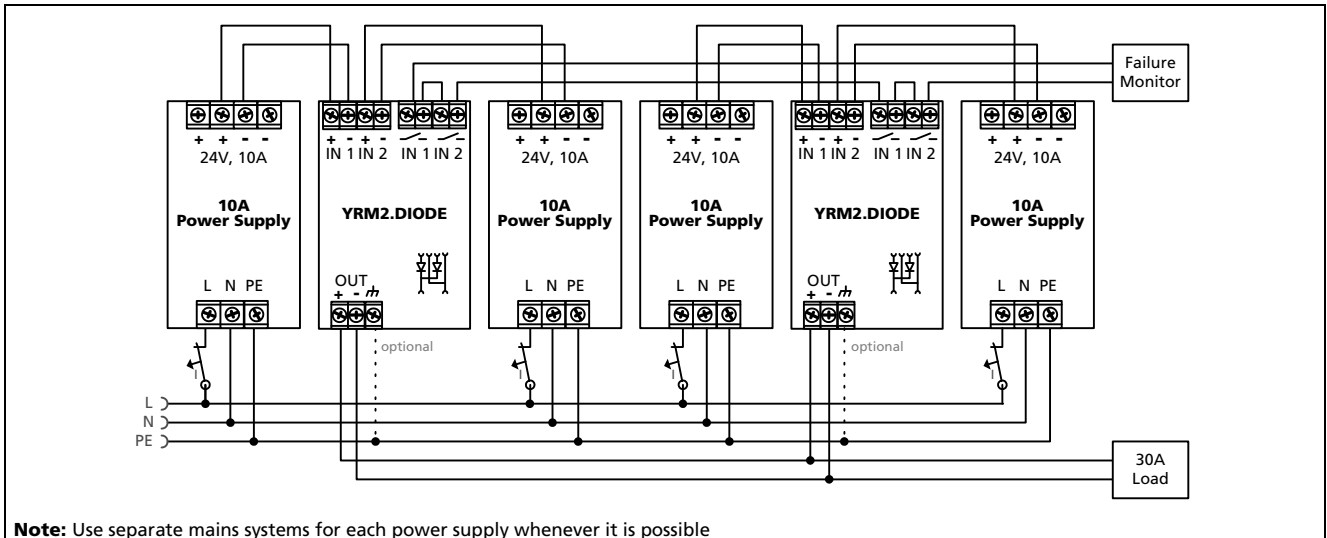 Failure
Monitor
+ + - -
24V, 10A
10A
Power Supply
L N PE
+ - + -
IN 1 IN 2 IN 1 IN 2
YRM2.DIODE
OUT
+ -
optional
+ + - -
24V, 10A
10A
Power Supply
L N PE
+ + - -
24V, 10A
10A
Power Supply
L N PE
+ - + -
IN 1 IN 2 IN 1 IN 2
YRM2.DIODE
OUT
+ -
optional
+ + - -
24V, 10A
10A
Power Supply
L N PE
I
I
I
I
L
N
PE
30A
Load
Note: Use separate mains systems for each power supply whenever it is possible